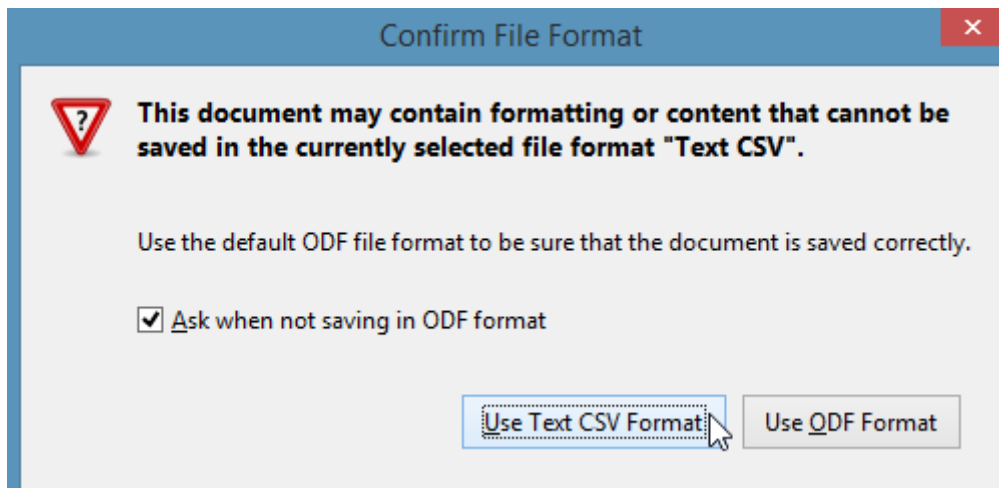 Confirm File Format
This document may contain formatting or content that cannot be
saved in the currently selected file format "Text CSV".
Use the default ODF file format to be sure that the document is saved correctly.
Ask when not saving in ODF format
Use Text CSV Format
Use ODF Format